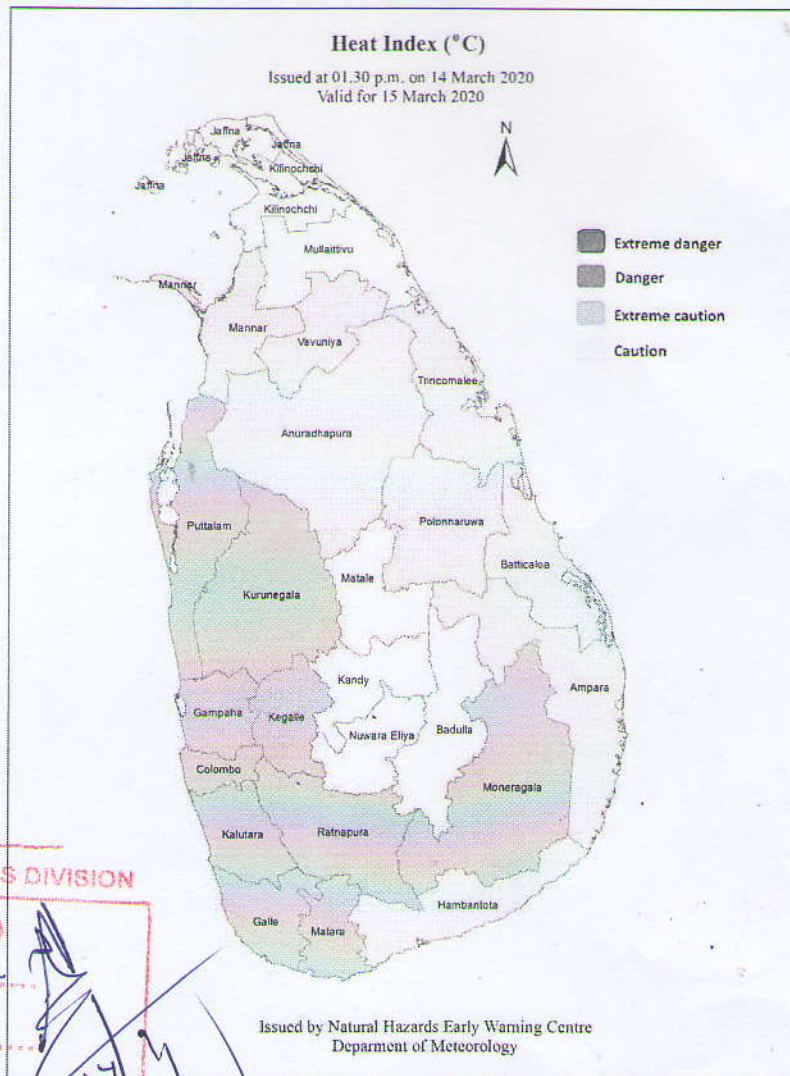 Heat Index (°C)
Issued at 01.30 p.m. on 14 March 2020
Valid for 15 March 2020
N
Jaffna
Jaffna
Jaffna
Kilinochchi
Jaffna
Kilinochchi
Mullaittivu
Extreme danger
Danger
Extreme caution
Caution
Mannar
Mannar
Vavuniya
Trincomalee
Anuradhapura
Puttalam
Polonnaruwa
Batticaloa
Matale
Kurunegala
Kandy
Ampara
Gampaha
Kegalle
Nuwara Eliya
Badulla
Colombo
Moneragala
Kalutara
Ratnapura
S DIVISION
Hambantota
Galle
Matara
Issued by Natural Hazards Early Warning Centre
Deparment of Meteorology